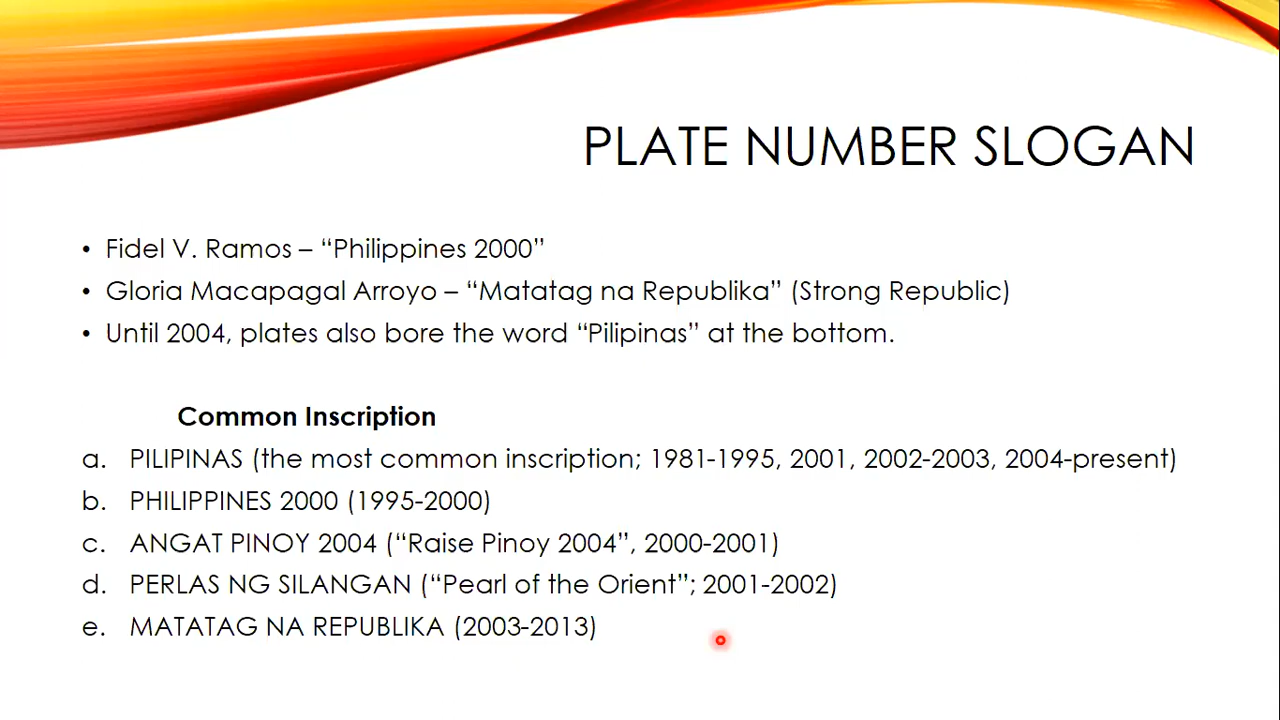 PLATE NUMBER SLOGAN
• Fidel V. Ramos – “Philippines 2000”
• Gloria Macapagal Arroyo – “Matatag na Republika” (Strong Republic)
• Until 2004, plates also bore the word “Pilipinas” at the bottom.
Common Inscription
a. PILIPINAS (the most common inscription; 1981-1995, 2001, 2002-2003, 2004-present)
b. PHILIPPINES 2000 (1995-2000)
c. ANGAT PINOY 2004 (“Raise Pinoy 2004”, 2000-2001)
d. PERLAS NG SILANGAN (“Pearl of the Orient”; 2001-2002)
e. MATATAG NA REPUBLIKA (2003-2013)